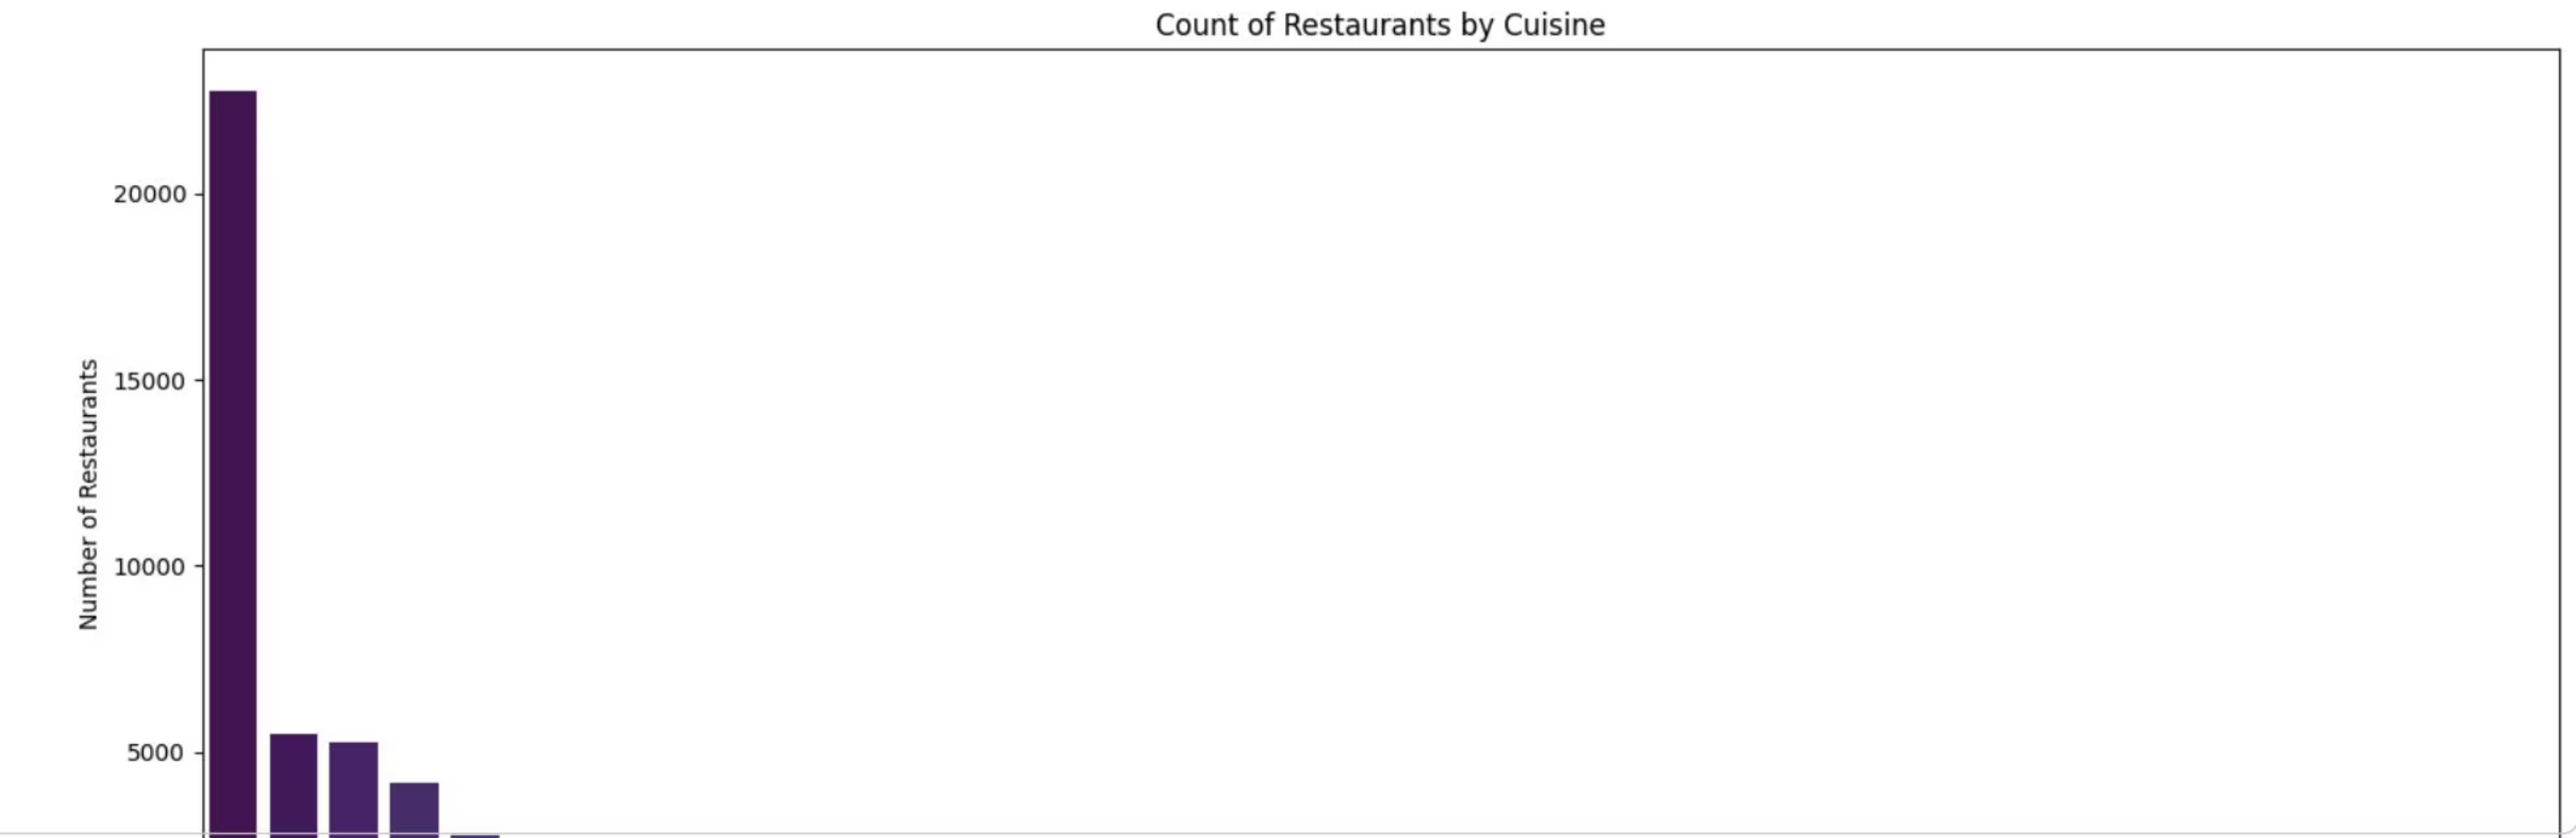 Count of Restaurants by Cuisine
20000
15000
10000
5000
Number of Restaurants